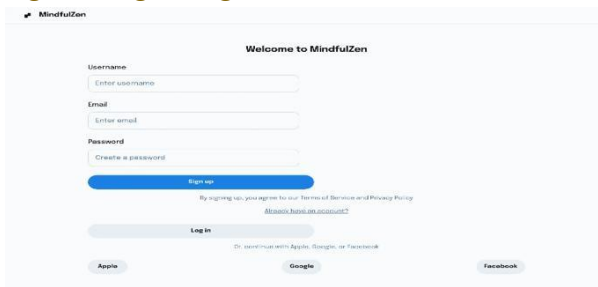 MindfulZen
Welcome to MindfulZen
Username
Enter username
Email
Enter email
Password
Create a password
Sign up
By signing up, you agree to our Terms of Service and Privacy Policy
Already have an account?
Log in
Or, continue with Apple, Google, or Facebook
Apple
Google
Facebook